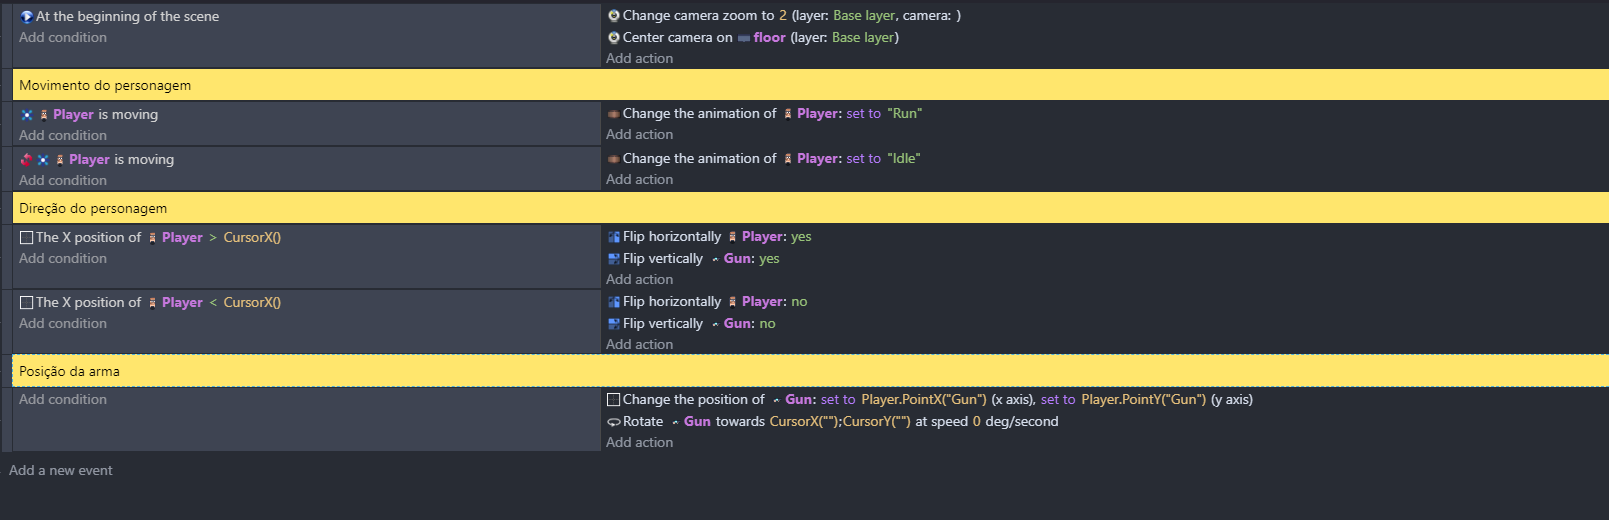 At the beginning of the scene
Add condition
Change camera zoom to 2 (layer: Base layer, camera: )
Center camera on floor (layer: Base layer)
Add action
Movimento do personagem
Player is moving
Add condition
Change the animation of Player: set to "Run"
Add action
Player is moving
Add condition
Change the animation of Player: set to "Idle"
Add action
Direção do personagem
The X position of Player > CursorX()
Add condition
Flip horizontally Player: yes
Flip vertically Gun: yes
Add action
The X position of Player < CursorX()
Add condition
Flip horizontally Player: no
Flip vertically Gun: no
Add action
Posição da arma
Add condition
Change the position of Gun: set to Player.PointX("Gun") (x axis), set to Player.PointY("Gun") (y axis)
Rotate Gun towards CursorX("");CursorY("") at speed 0 deg/second
Add action
Add a new event